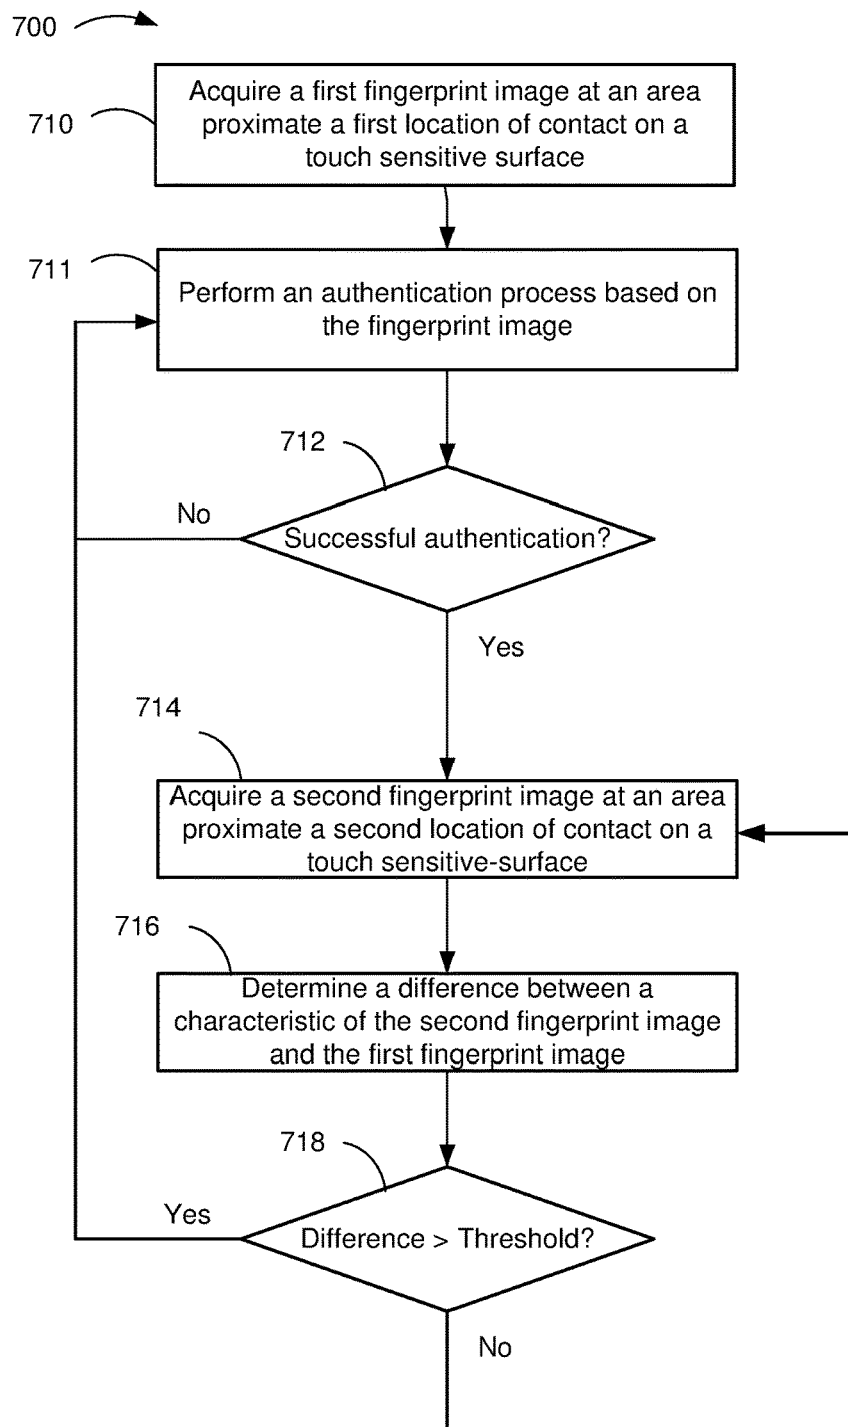 700
710
Acquire a first fingerprint image at an area
proximate a first location of contact on a
touch sensitive surface
711
Perform an authentication process based on
the fingerprint image
712
No
Successful authentication?
Yes
714
Acquire a second fingerprint image at an area
proximate a second location of contact on a
touch sensitive-surface
716
Determine a difference between a
characteristic of the second fingerprint image
and the first fingerprint image
718
Yes
Difference > Threshold?
No